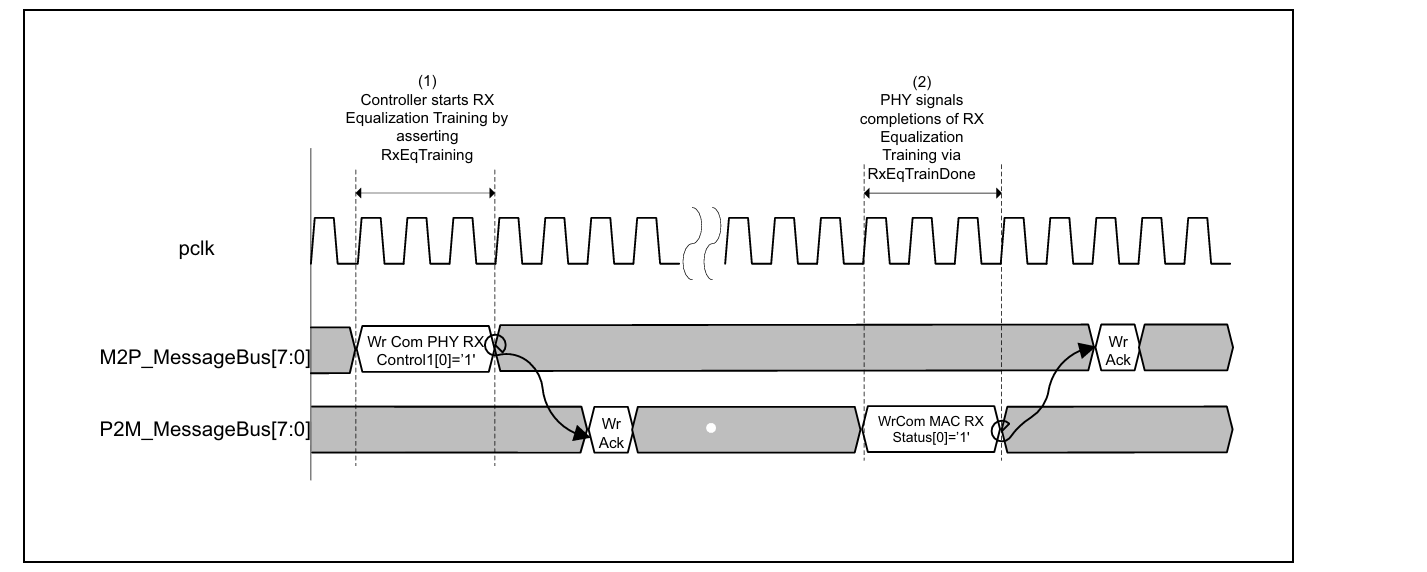 (1)
Controller starts RX
Equalization Training by
asserting
RxEqTraining
(2)
PHY signals
completions of RX
Equalization
Training via
RxEqTrainDone
pclk
M2P_MessageBus[7:0]
Wr Com PHY RX
Control1[0]='1'
Wr
Ack
P2M_MessageBus[7:0]
Wr
Ack
WrCom MAC RX
Status[0]='1'